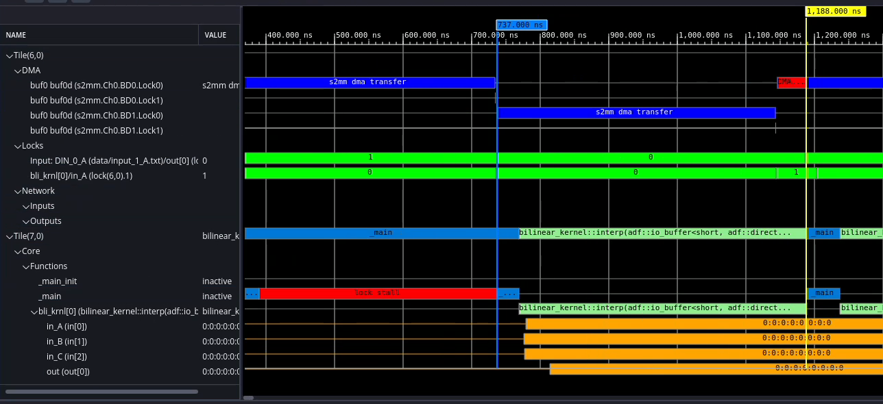 1,188.000 ns
737.000 ns
NAME VALUE
400.000 ns 500.000 ns 600.000 ns 700.000 ns 800.000 ns 900.000 ns 1,000.000 ns 1,100.000 ns 1,200.000 ns
Tile(6,0)
DMA
buf0 buf0d (s2mm.Ch0.BD0.Lock0) s2mm dm s2mm dma transfer DMA..
buf0 buf0d (s2mm.Ch0.BD0.Lock1)
buf0 buf0d (s2mm.Ch0.BD1.Lock0) s2mm dma transfer
buf0 buf0d (s2mm.Ch0.BD1.Lock1)
Locks
Input: DIN_0_A (data/input_1_A.txt)/out[0] (lo 0 1 0
bli_krnl[0]/in_A (lock(6,0).1) 1 0 0 1
Network
Inputs
Outputs
Tile(7,0) bilinear_k _main bilinear_kernel::interp(adf::io_buffer<short, adf::direct... _main bilinear_
Core
Functions
_main_init inactive
_main inactive ... lock stall _... _main
bli_krnl[0] (bilinear_kernel::interp(adf::io_b bilinear_k bilinear_kernel::interp(adf::io_buffer<short, adf::direct... bilinear_
in_A (in[0]) 0:0:0:0:0:0 0:0:0:0:0:0:0:0
in_B (in[1]) 0:0:0:0:0:0 0:0:0:0:0:0:0:0
in_C (in[2]) 0:0:0:0:0:0 0:0:0:0:0:0:0:0
out (out[0]) 0:0:0:0:0:0 0:0:0:0:0:0:0:0